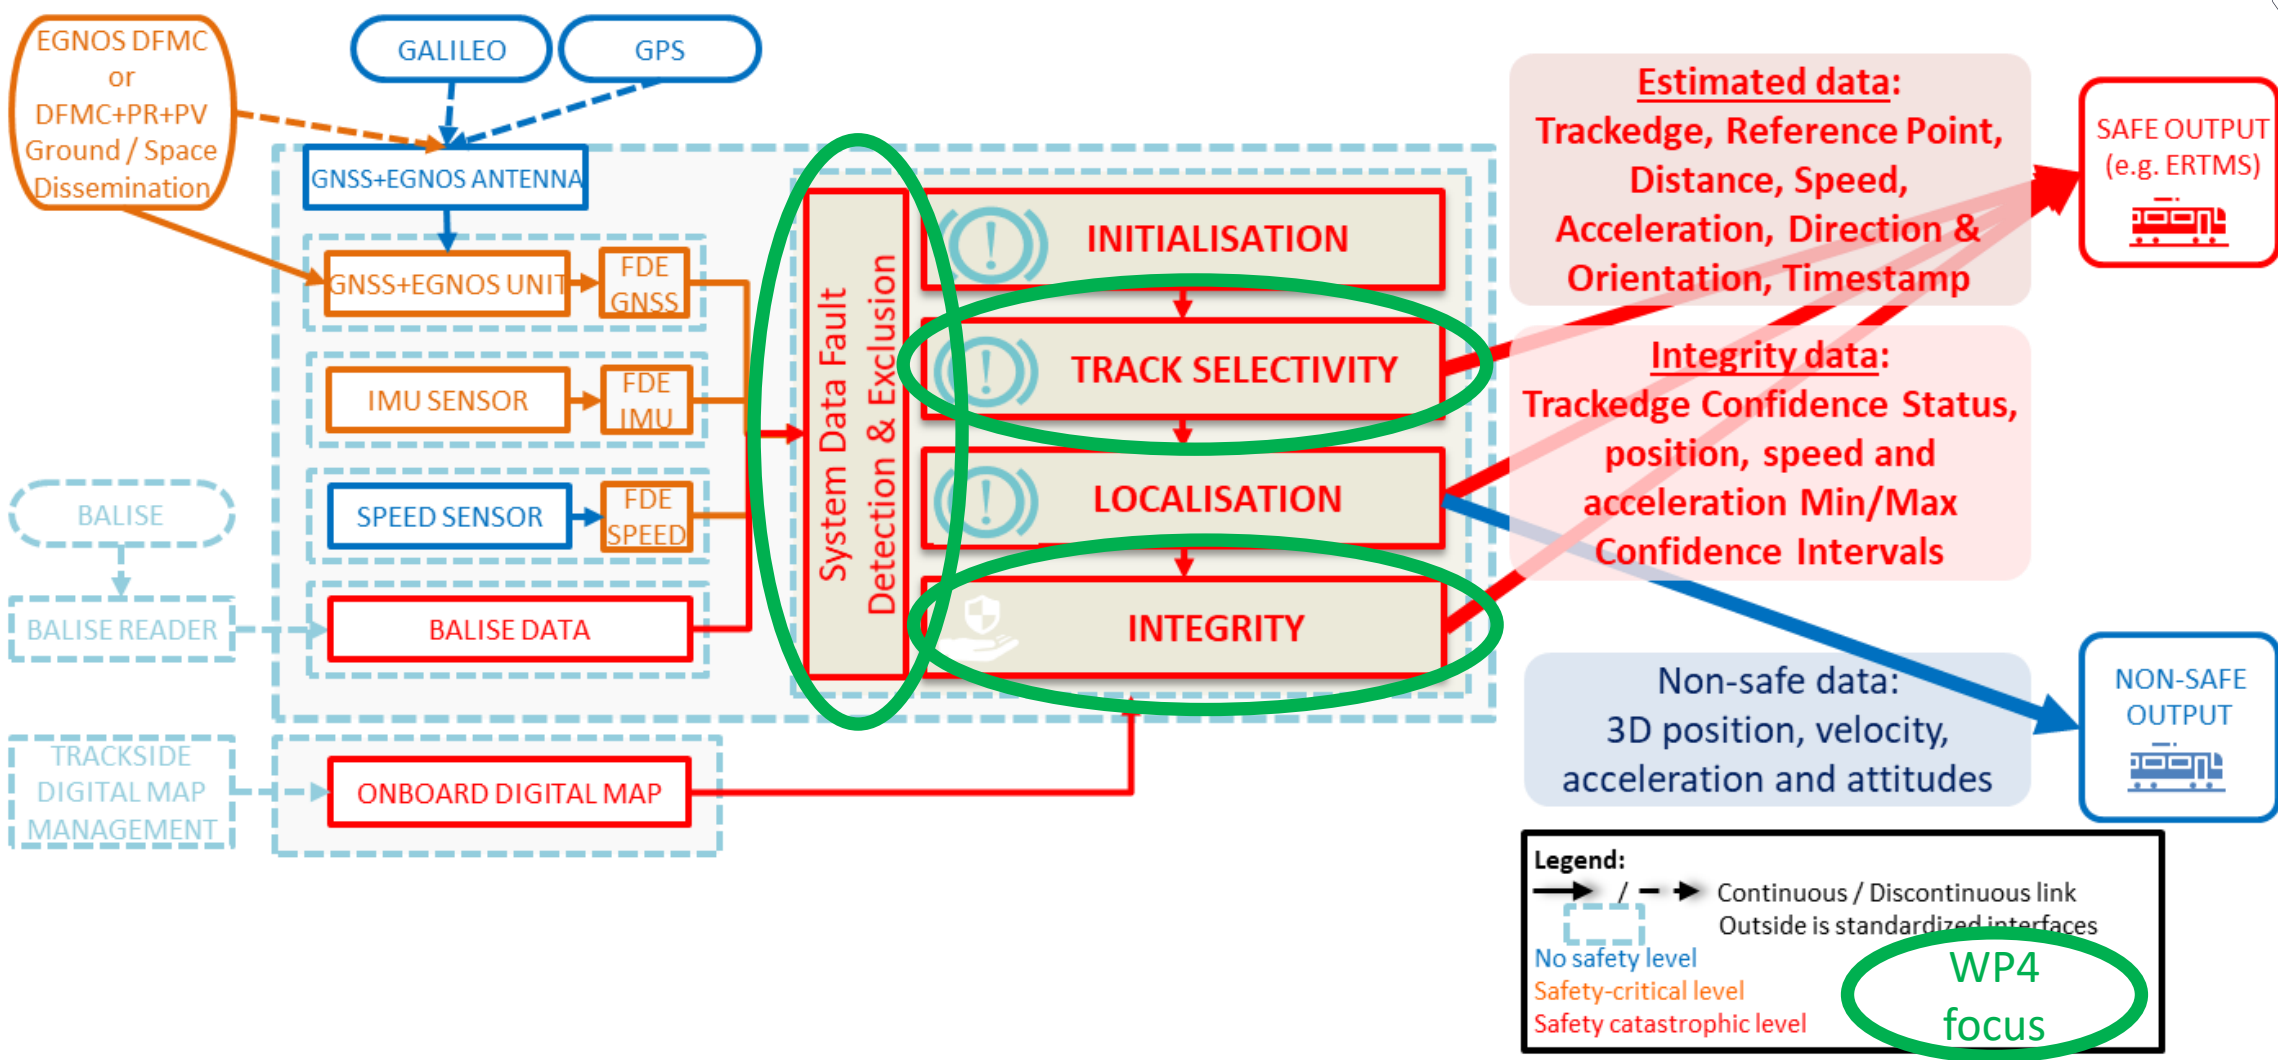 EGNOS DFMC
or
DFMC+PR+PV
Ground / Space
Dissemination
GALILEO
GPS
GNSS+EGNOS ANTENNA
GNSS+EGNOS UNIT
FDE
GNSS
IMU SENSOR
FDE
IMU
SPEED SENSOR
FDE
SPEED
BALISE
BALISE READER
BALISE DATA
TRACKSIDE
DIGITAL MAP
MANAGEMENT
ONBOARD DIGITAL MAP
System Data Fault
Detection & Exclusion
INITIALISATION
TRACK SELECTIVITY
LOCALISATION
INTEGRITY
Estimated data:
Trackedge, Reference Point,
Distance, Speed,
Acceleration, Direction &
Orientation, Timestamp
Integrity data:
Trackedge Confidence Status,
position, speed and
acceleration Min/Max
Confidence Intervals
Non-safe data:
3D position, velocity,
acceleration and attitudes
SAFE OUTPUT
(e.g. ERTMS)
NON-SAFE
OUTPUT
Legend:
/ Continuous / Discontinuous link
Outside is standardized interfaces
No safety level
Safety-critical level
Safety catastrophic level
WP4
focus